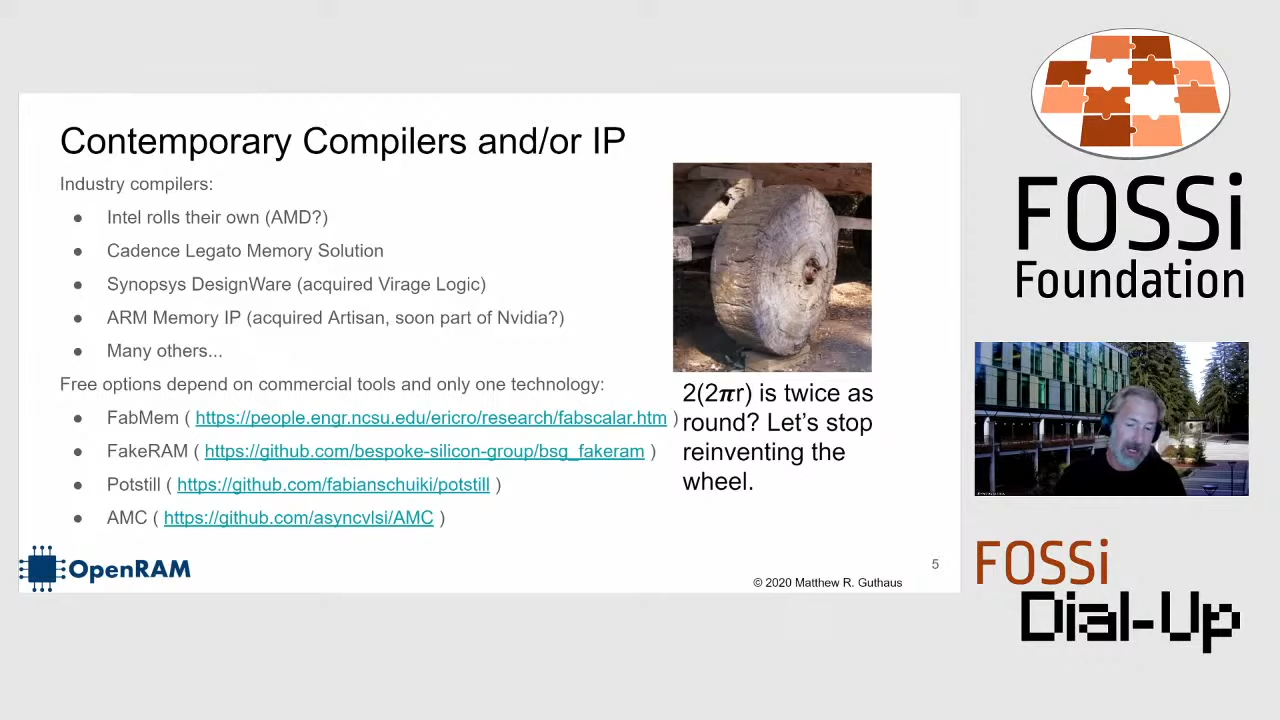 Contemporary Compilers and/or IP
Industry compilers:
● Intel rolls their own (AMD?)
● Cadence Legato Memory Solution
● Synopsys DesignWare (acquired Virage Logic)
● ARM Memory IP (acquired Artisan, soon part of Nvidia?)
● Many others...
Free options depend on commercial tools and only one technology:
● FabMem ( https://people.engr.ncsu.edu/ericro/research/fabscalar.htm )
● FakeRAM ( https://github.com/bespoke-silicon-group/bsg_fakeram )
● Potstill ( https://github.com/fabianschuiki/potstill )
● AMC ( https://github.com/asyncvlsi/AMC )
2(2πr) is twice as
round? Let’s stop
reinventing the
wheel.
OpenRAM
5
© 2020 Matthew R. Guthaus
FOSSi
Foundation
FOSSi
Dial-Up